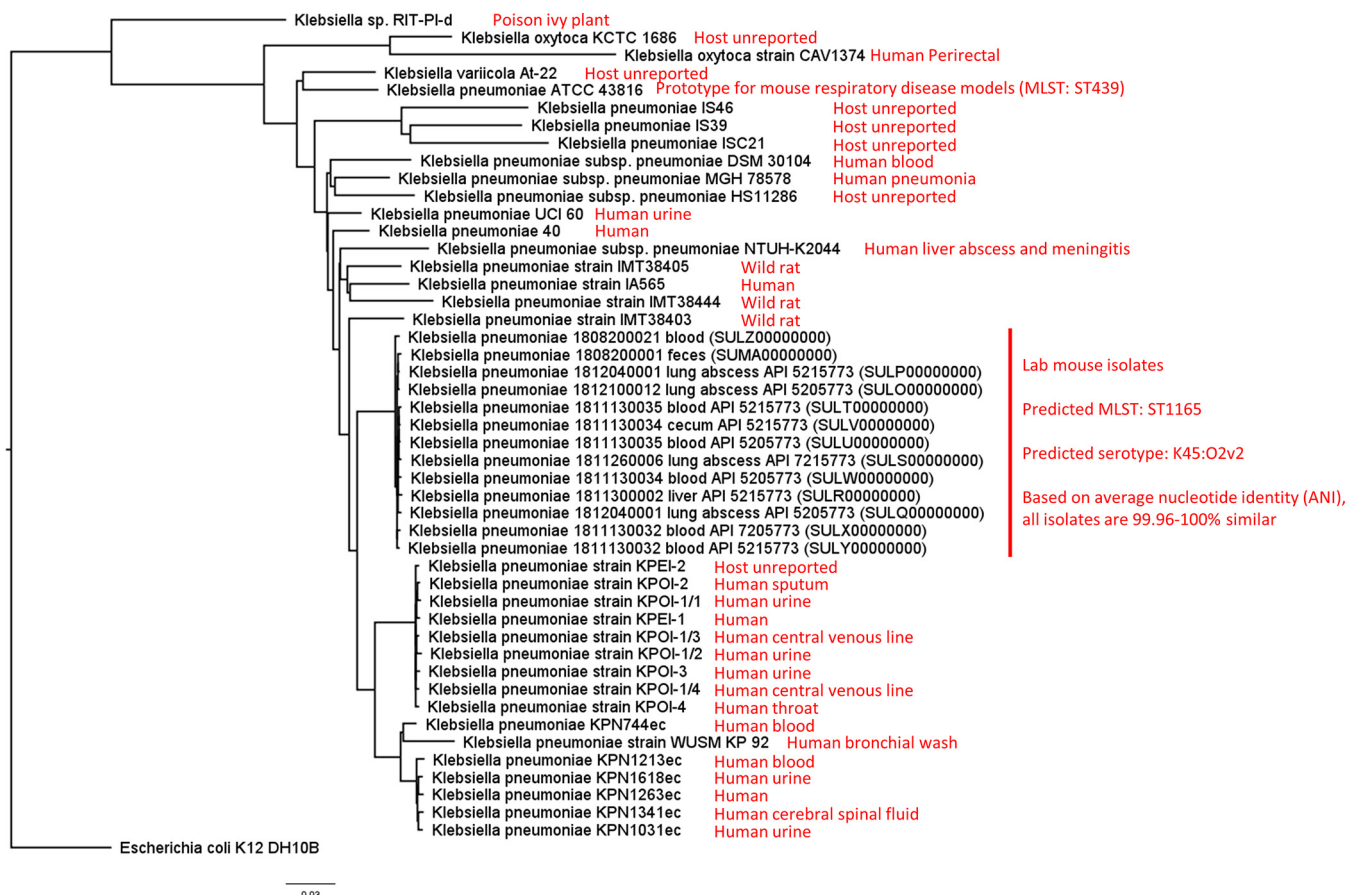 Klebsiella sp. RIT-PI-d Poison ivy plant
Klebsiella oxytoca KCTC 1686 Host unreported
Klebsiella oxytoca strain CAV1374 Human Perirectal
Klebsiella variicola At-22 Host unreported
Klebsiella pneumoniae ATCC 43816 Prototype for mouse respiratory disease models (MLST: ST439)
Klebsiella pneumoniae IS46 Host unreported
Klebsiella pneumoniae IS39 Host unreported
Klebsiella pneumoniae ISC21 Host unreported
Klebsiella pneumoniae subsp. pneumoniae DSM 30104 Human blood
Klebsiella pneumoniae subsp. pneumoniae MGH 78578 Human pneumonia
Klebsiella pneumoniae subsp. pneumoniae HS11286 Host unreported
Klebsiella pneumoniae UCI 60 Human urine
Klebsiella pneumoniae 40 Human
Klebsiella pneumoniae subsp. pneumoniae NTUH-K2044 Human liver abscess and meningitis
Klebsiella pneumoniae strain IMT38405 Wild rat
Klebsiella pneumoniae strain IA565 Human
Klebsiella pneumoniae strain IMT38444 Wild rat
Klebsiella pneumoniae strain IMT38403 Wild rat
Klebsiella pneumoniae 1808200021 blood (SULZ00000000)
Klebsiella pneumoniae 1808200001 feces (SUMA00000000)
Klebsiella pneumoniae 1812040001 lung abscess API 5215773 (SULP00000000)
Klebsiella pneumoniae 1812100012 lung abscess API 5205773 (SULO00000000)
Klebsiella pneumoniae 1811130035 blood API 5215773 (SULT00000000)
Klebsiella pneumoniae 1811130034 cecum API 5215773 (SULV00000000)
Klebsiella pneumoniae 1811130035 blood API 5205773 (SULU00000000)
Klebsiella pneumoniae 1811260006 lung abscess API 7215773 (SULS00000000)
Klebsiella pneumoniae 1811130034 blood API 5205773 (SULW00000000)
Klebsiella pneumoniae 1811300002 liver API 5215773 (SULR00000000)
Klebsiella pneumoniae 1812040001 lung abscess API 5205773 (SULQ00000000)
Klebsiella pneumoniae 1811130032 blood API 7205773 (SULX00000000)
Klebsiella pneumoniae 1811130032 blood API 5215773 (SULY00000000)
Lab mouse isolates
Predicted MLST: ST1165
Predicted serotype: K45:O2v2
Based on average nucleotide identity (ANI),
all isolates are 99.96-100% similar
Klebsiella pneumoniae strain KPEI-2 Host unreported
Klebsiella pneumoniae strain KPOI-2 Human sputum
Klebsiella pneumoniae strain KPOI-1/1 Human urine
Klebsiella pneumoniae strain KPEI-1 Human
Klebsiella pneumoniae strain KPOI-1/3 Human central venous line
Klebsiella pneumoniae strain KPOI-1/2 Human urine
Klebsiella pneumoniae strain KPOI-3 Human urine
Klebsiella pneumoniae strain KPOI-1/4 Human central venous line
Klebsiella pneumoniae strain KPOI-4 Human throat
Klebsiella pneumoniae KPN744ec Human blood
Klebsiella pneumoniae strain WUSM KP 92 Human bronchial wash
Klebsiella pneumoniae KPN1213ec Human blood
Klebsiella pneumoniae KPN1618ec Human urine
Klebsiella pneumoniae KPN1263ec Human
Klebsiella pneumoniae KPN1341ec Human cerebral spinal fluid
Klebsiella pneumoniae KPN1031ec Human urine
Escherichia coli K12 DH10B